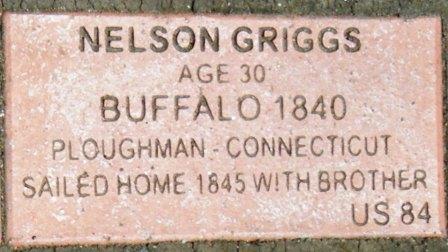 NELSON GRIGGS
AGE 30
BUFFALO 1840
PLOUGHMAN - CONNECTICUT
SAILED HOME 1845 WITH BROTHER
US 84